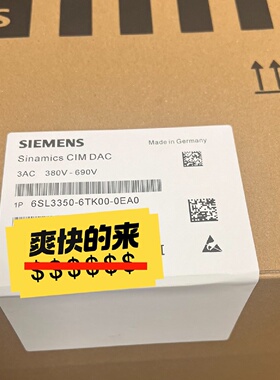 SIEMENS
Made in Germany
Sinamics CIM DAC
3AC 380V - 690V
1P 6SL3350-6TK00-0EA0
爽快的来
$$$$$$